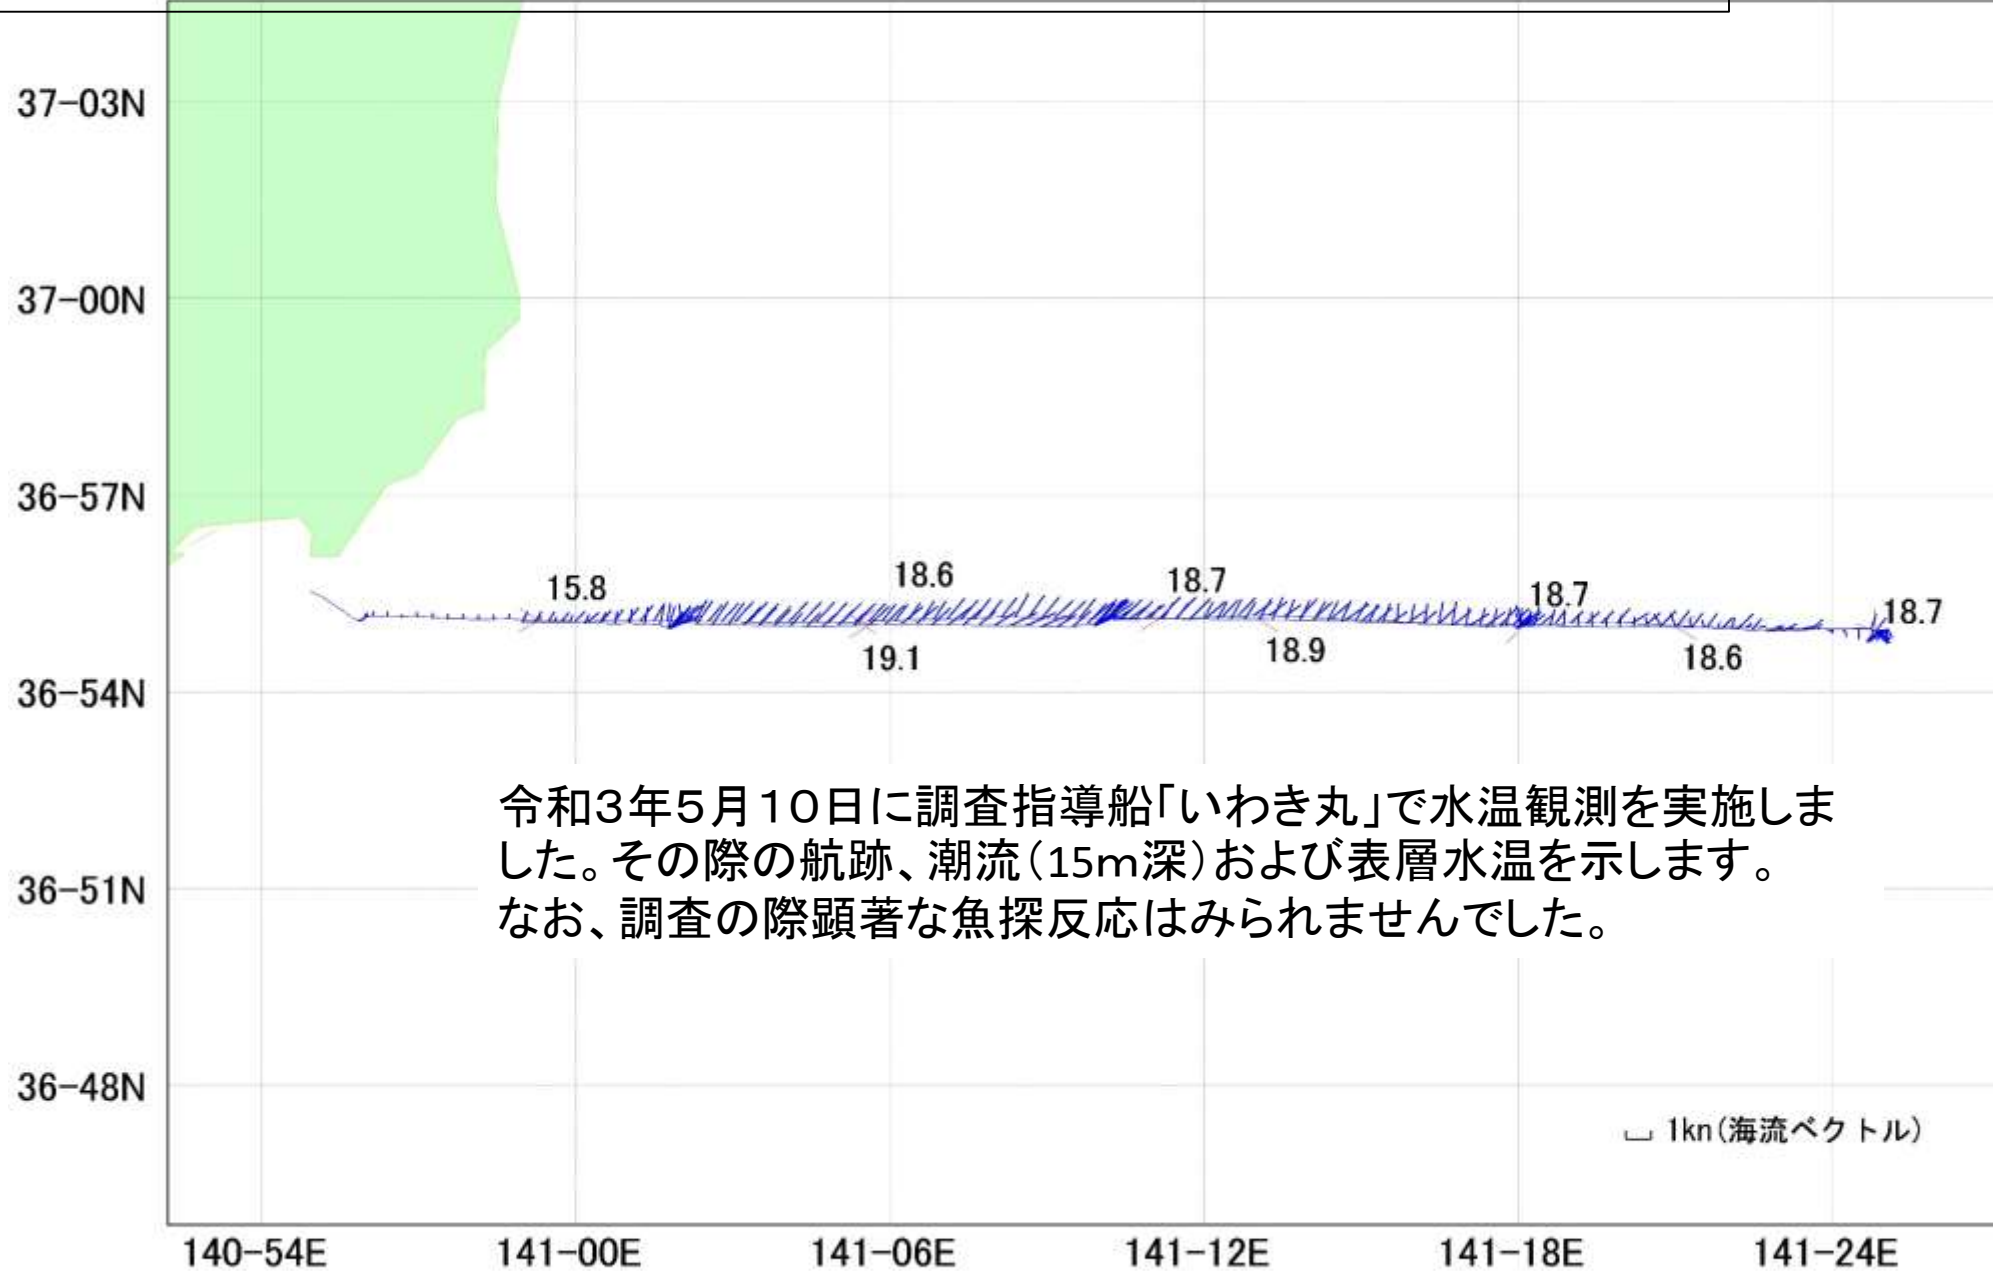 37-03N
37-00N
36-57N
15.8
18.6
18.7
18.7
18.7
19.1
18.9
18.6
36-54N
令和3年5月10日に調査指導船「いわき丸」で水温観測を実施しま
した。その際の航跡、潮流（15m深）および表層水温を示します。
なお、調査の際顕著な魚探反応はみられませんでした。
36-51N
36-48N
1kn(海流ベクトル)
140-54E
141-00E
141-06E
141-12E
141-18E
141-24E